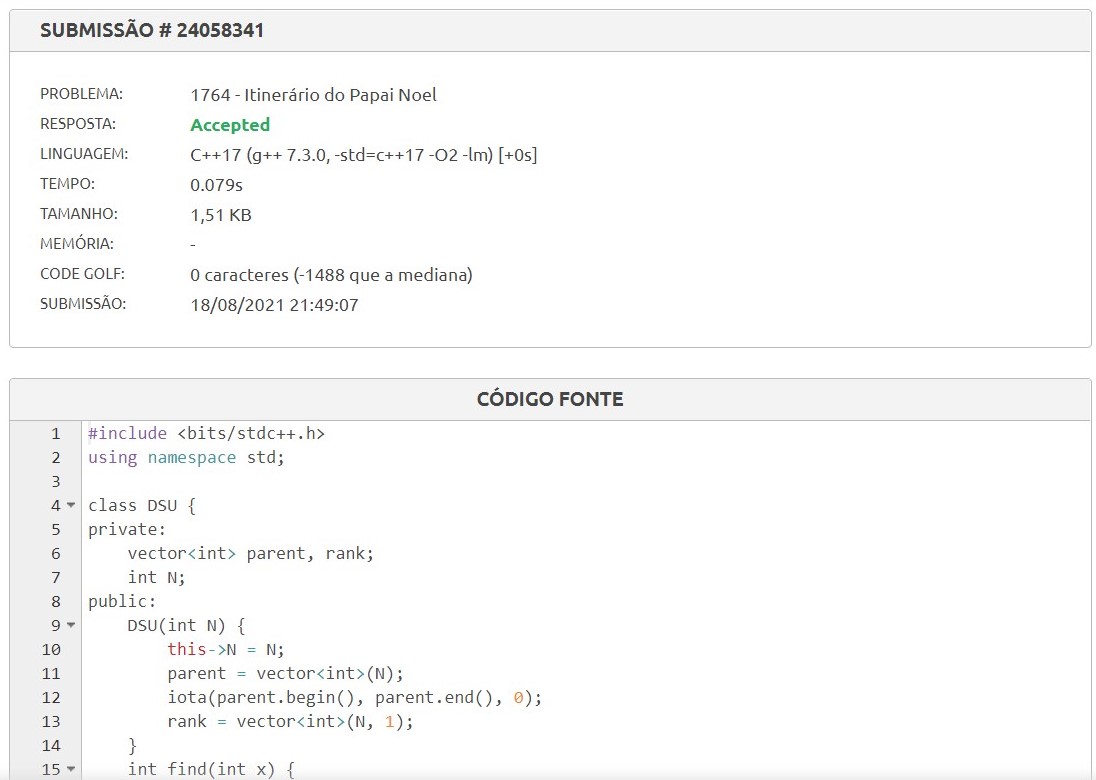 SUBMISSÃO # 24058341
PROBLEMA: 1764 - Itinerário do Papai Noel
RESPOSTA: Accepted
LINGUAGEM: C++17 (g++ 7.3.0, -std=c++17 -O2 -lm) [+0s]
TEMPO: 0.079s
TAMANHO: 1,51 KB
MEMÓRIA: -
CODE GOLF: 0 caracteres (-1488 que a mediana)
SUBMISSÃO: 18/08/2021 21:49:07
CÓDIGO FONTE
1 #include <bits/stdc++.h>
2 using namespace std;
3
4 class DSU {
5 private:
6     vector<int> parent, rank;
7     int N;
8 public:
9     DSU(int N) {
10         this->N = N;
11         parent = vector<int>(N);
12         iota(parent.begin(), parent.end(), 0);
13         rank = vector<int>(N, 1);
14     }
15     int find(int x) {